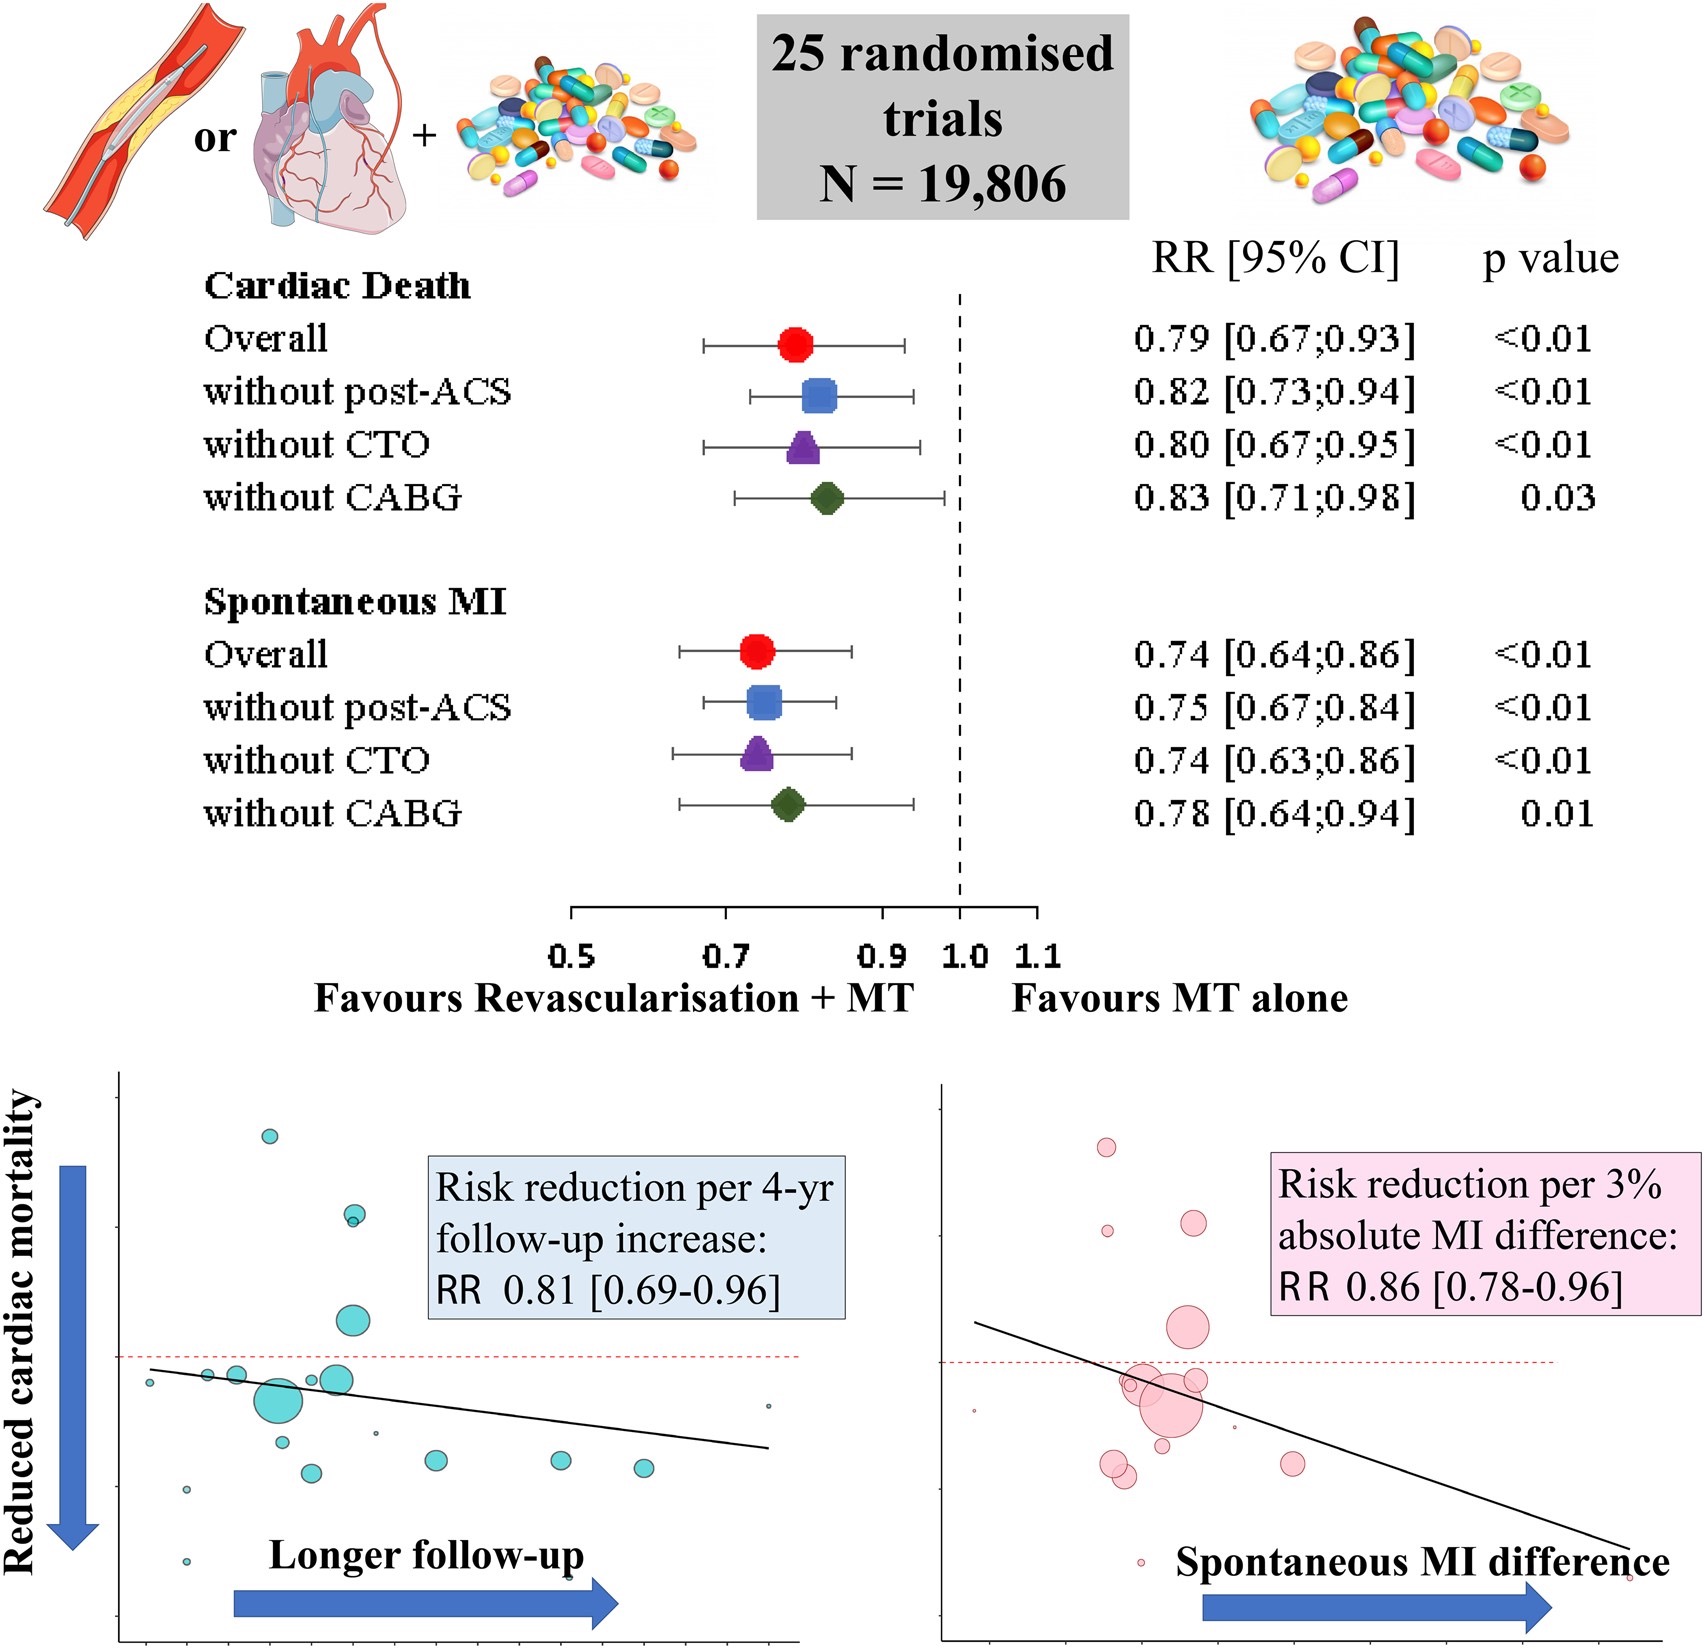 or
+
25 randomised
trials
N = 19,806
RR [95% CI] p value
Cardiac Death
Overall 0.79 [0.67;0.93] <0.01
without post-ACS 0.82 [0.73;0.94] <0.01
without CTO 0.80 [0.67;0.95] <0.01
without CABG 0.83 [0.71;0.98] 0.03
Spontaneous MI
Overall 0.74 [0.64;0.86] <0.01
without post-ACS 0.75 [0.67;0.84] <0.01
without CTO 0.74 [0.63;0.86] <0.01
without CABG 0.78 [0.64;0.94] 0.01
0.5 0.7 0.9 1.0 1.1
Favours Revascularisation + MT Favours MT alone
Reduced cardiac mortality
Risk reduction per 4-yr
follow-up increase:
RR 0.81 [0.69-0.96]
Longer follow-up
Risk reduction per 3%
absolute MI difference:
RR 0.86 [0.78-0.96]
Spontaneous MI difference